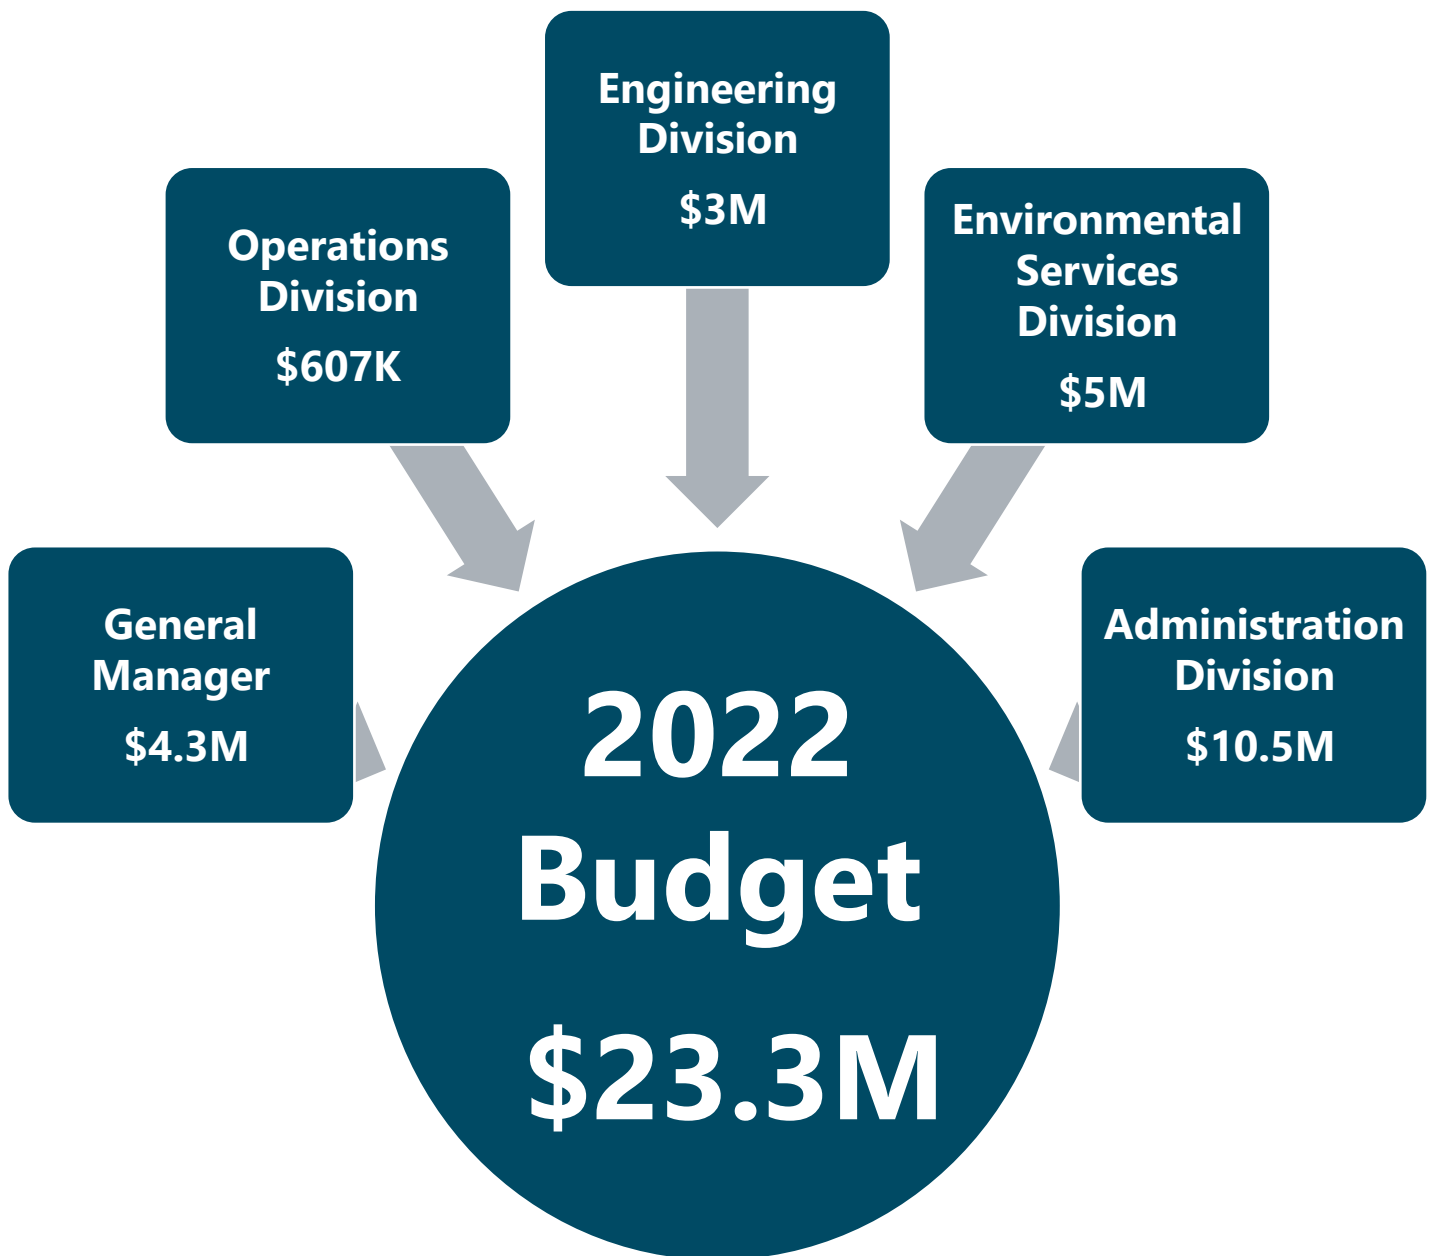 Engineering
Division
$3M
Operations
Division
$607K
Environmental
Services
Division
$5M
General
Manager
$4.3M
Administration
Division
$10.5M
2022
Budget
$23.3M